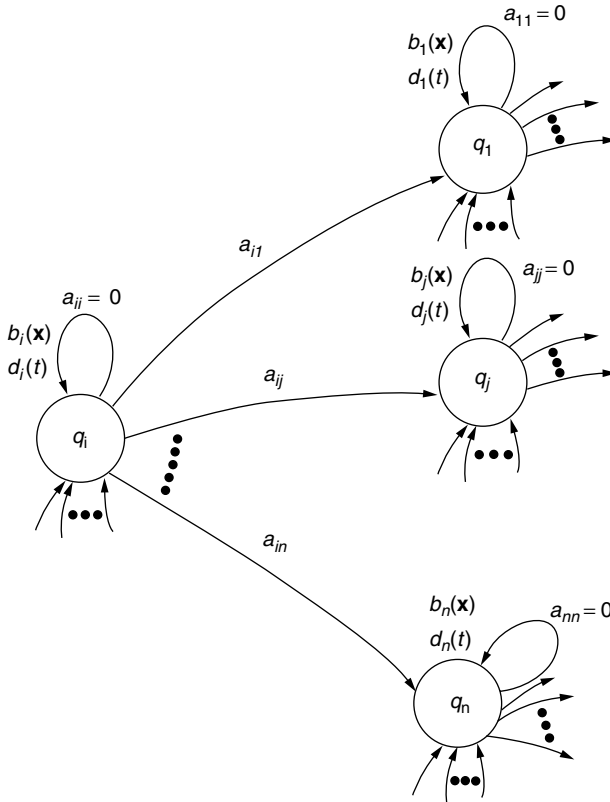 a₁₁ = 0
b₁(x)
d₁(t)
q₁
aᵢ₁
bⱼ(x)
aⱼⱼ = 0
dⱼ(t)
aᵢᵢ = 0
bᵢ(x)
dᵢ(t)
aᵢⱼ
qⱼ
qᵢ
aᵢₙ
bₙ(x)
aₙₙ = 0
dₙ(t)
qₙ